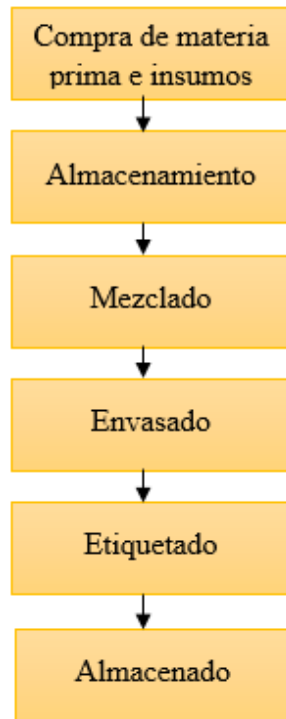 Compra de materia
prima e insumos
Almacenamiento
Mezclado
Envasado
Etiquetado
Almacenado